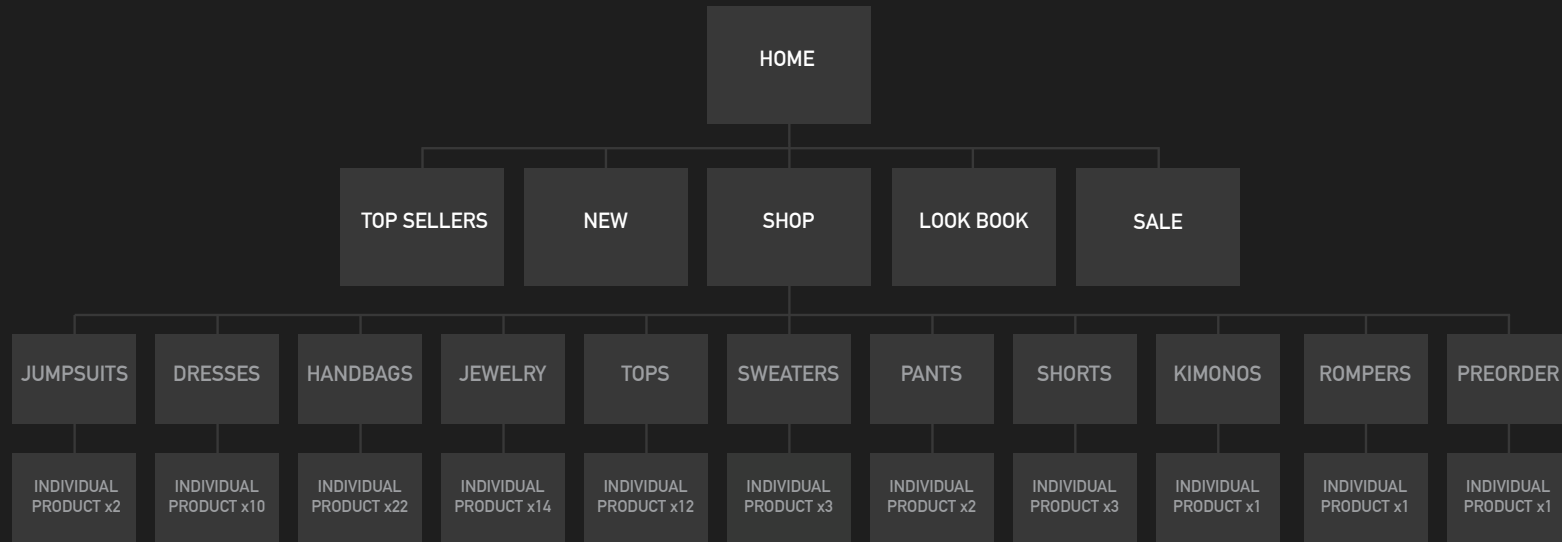 HOME
TOP SELLERS
NEW
SHOP
LOOK BOOK
SALE
JUMPSUITS
DRESSES
HANDBAGS
JEWELRY
TOPS
SWEATERS
PANTS
SHORTS
KIMONOS
ROMPERS
PREORDER
INDIVIDUAL
PRODUCT x2
INDIVIDUAL
PRODUCT x10
INDIVIDUAL
PRODUCT x22
INDIVIDUAL
PRODUCT x14
INDIVIDUAL
PRODUCT x12
INDIVIDUAL
PRODUCT x3
INDIVIDUAL
PRODUCT x2
INDIVIDUAL
PRODUCT x3
INDIVIDUAL
PRODUCT x1
INDIVIDUAL
PRODUCT x1
INDIVIDUAL
PRODUCT x1